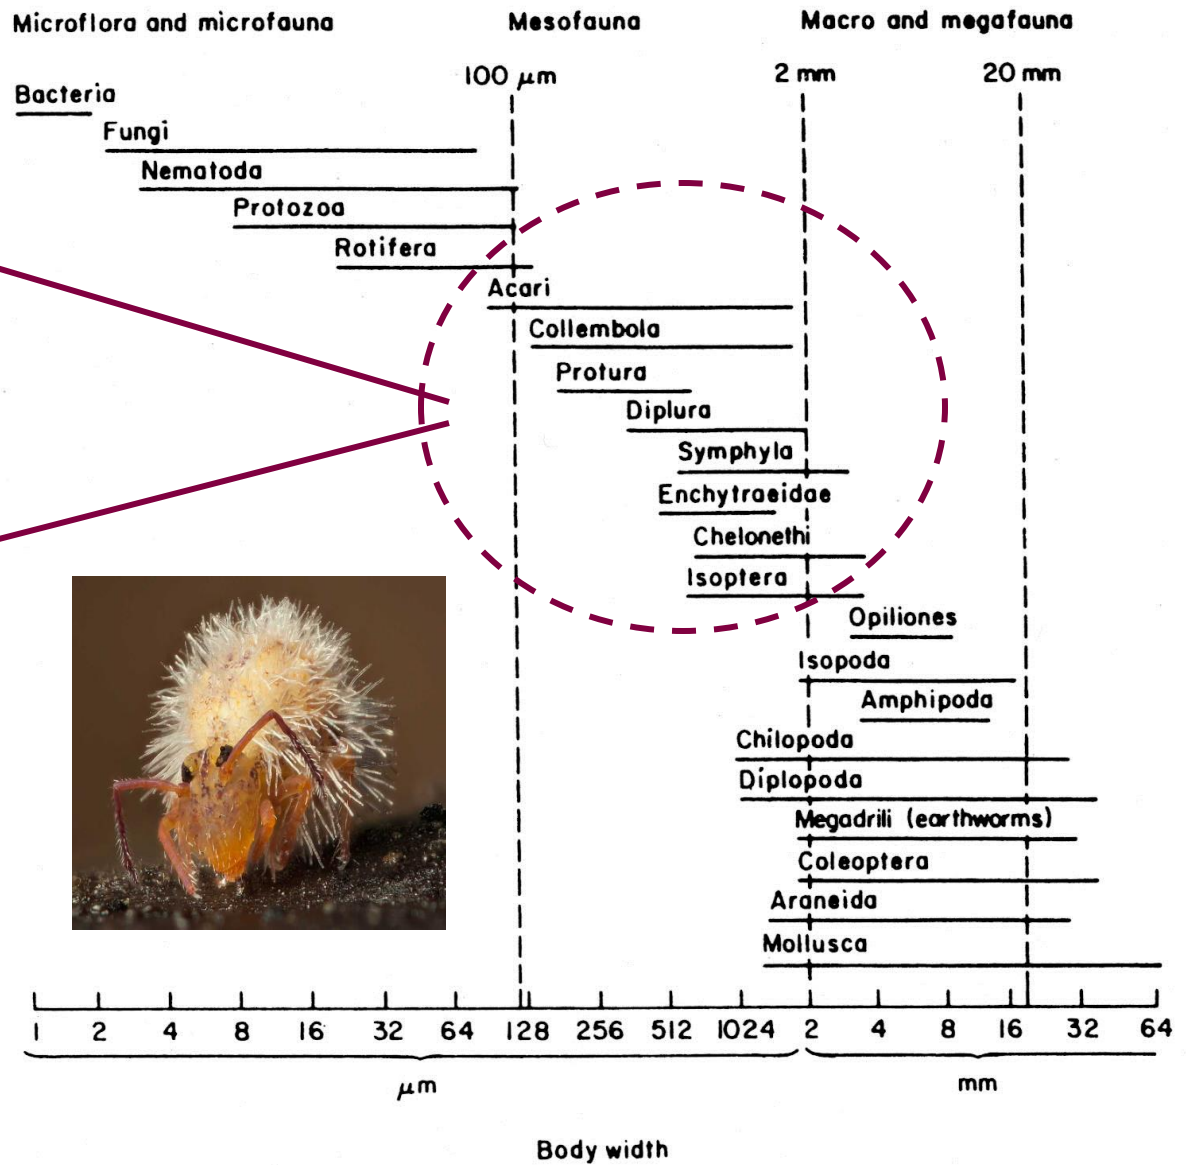 Microflora and microfauna Mesofauna Macro and megafauna
100 μm 2 mm 20 mm
Bacteria
Fungi
Nematoda
Protozoa
Rotifera
Acari
Collembola
Protura
Diplura
Symphyla
Enchytraeidae
Chelonethi
Isoptera
Opiliones
Isopoda
Amphipoda
Chilopoda
Diplopoda
Megadrili (earthworms)
Coleoptera
Araneida
Mollusca
1 2 4 8 16 32 64 128 256 512 1024 2 4 8 16 32 64
μm mm
Body width